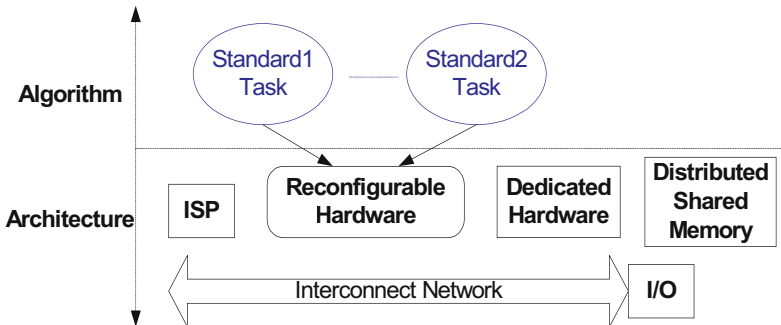 Standard1
Task
Standard2
Task
Algorithm
Architecture
ISP
Reconfigurable
Hardware
Dedicated
Hardware
Distributed
Shared
Memory
Interconnect Network
I/O